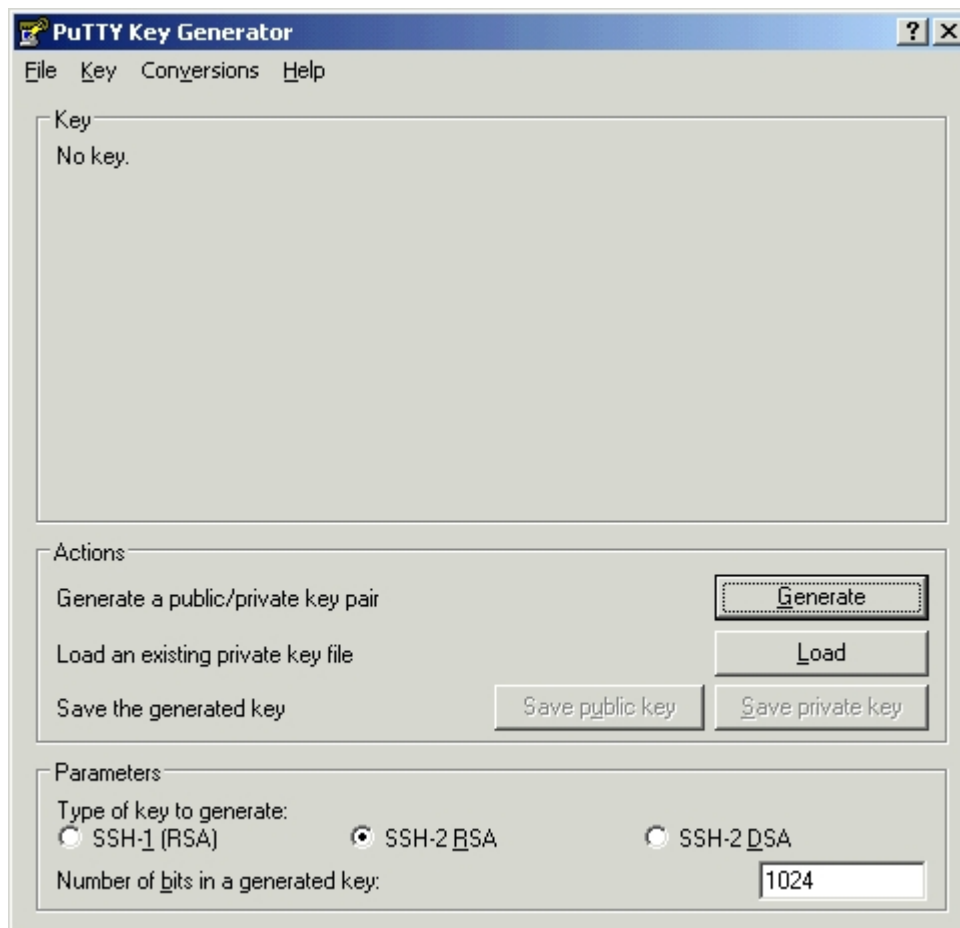 PuTTY Key Generator
File Key Conversions Help
Key
No key.
Actions
Generate a public/private key pair Generate
Load an existing private key file Load
Save the generated key Save public key Save private key
Parameters
Type of key to generate:
SSH-1 (RSA) SSH-2 RSA SSH-2 DSA
Number of bits in a generated key: 1024